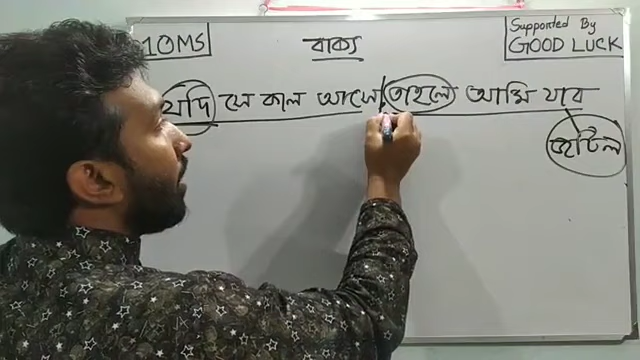 10MS
বাক্য
Supported By
GOOD LUCK
যদি সে কাল আসে/তাহলে আমি যাব
জটিল